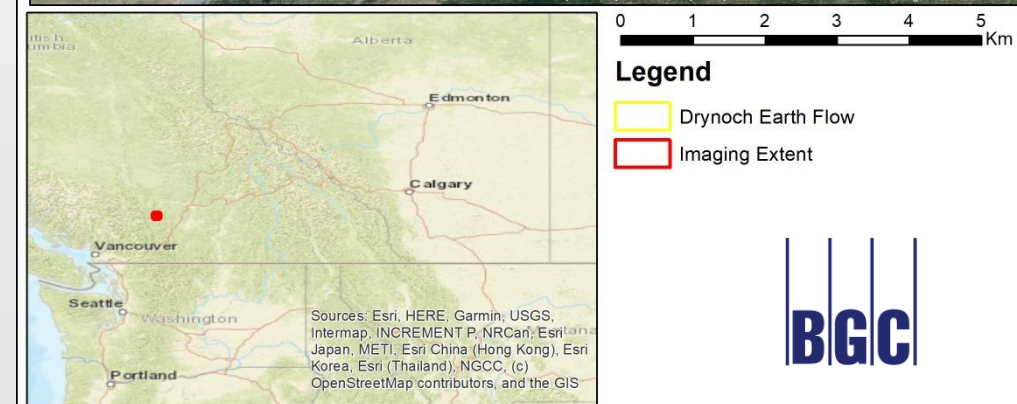 Alberta
Edmonton
Calgary
Vancouver
Seattle
Washington
Portland
Sources: Esri, HERE, Garmin, USGS,
Intermap, INCREMENT P, NRCan, Esri
Japan, METI, Esri China (Hong Kong), Esri
Korea, Esri (Thailand), NGCC, (c)
OpenStreetMap contributors, and the GIS
0 1 2 3 4 5
Km
Legend
Drynoch Earth Flow
Imaging Extent
BGC